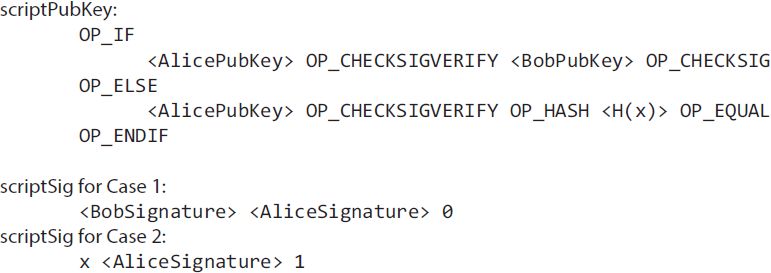 scriptPubKey:
OP_IF
<AlicePubKey> OP_CHECKSIGVERIFY <BobPubKey> OP_CHECKSIG
OP_ELSE
<AlicePubKey> OP_CHECKSIGVERIFY OP_HASH <H(x)> OP_EQUAL
OP_ENDIF
scriptSig for Case 1:
<BobSignature> <AliceSignature> 0
scriptSig for Case 2:
x <AliceSignature> 1